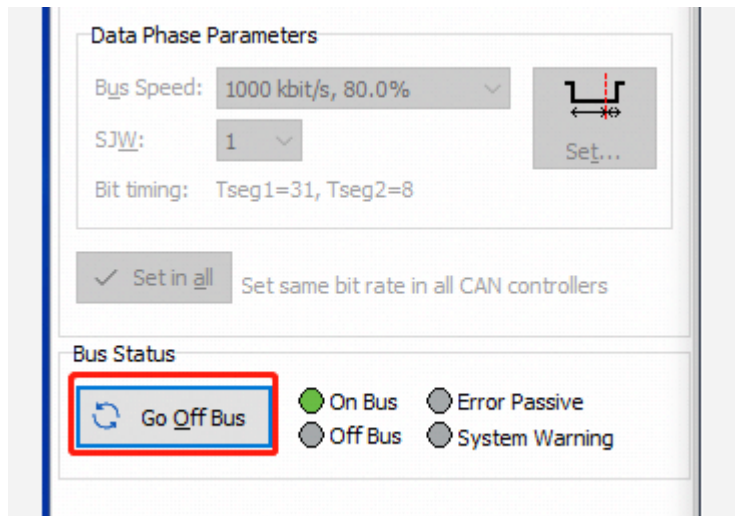 Data Phase Parameters
Bus Speed: 1000 kbit/s, 80.0%
SJW: 1
Set...
Bit timing: Tseg1=31, Tseg2=8
Set in all Set same bit rate in all CAN controllers
Bus Status
Go Off Bus
On Bus Error Passive
Off Bus System Warning